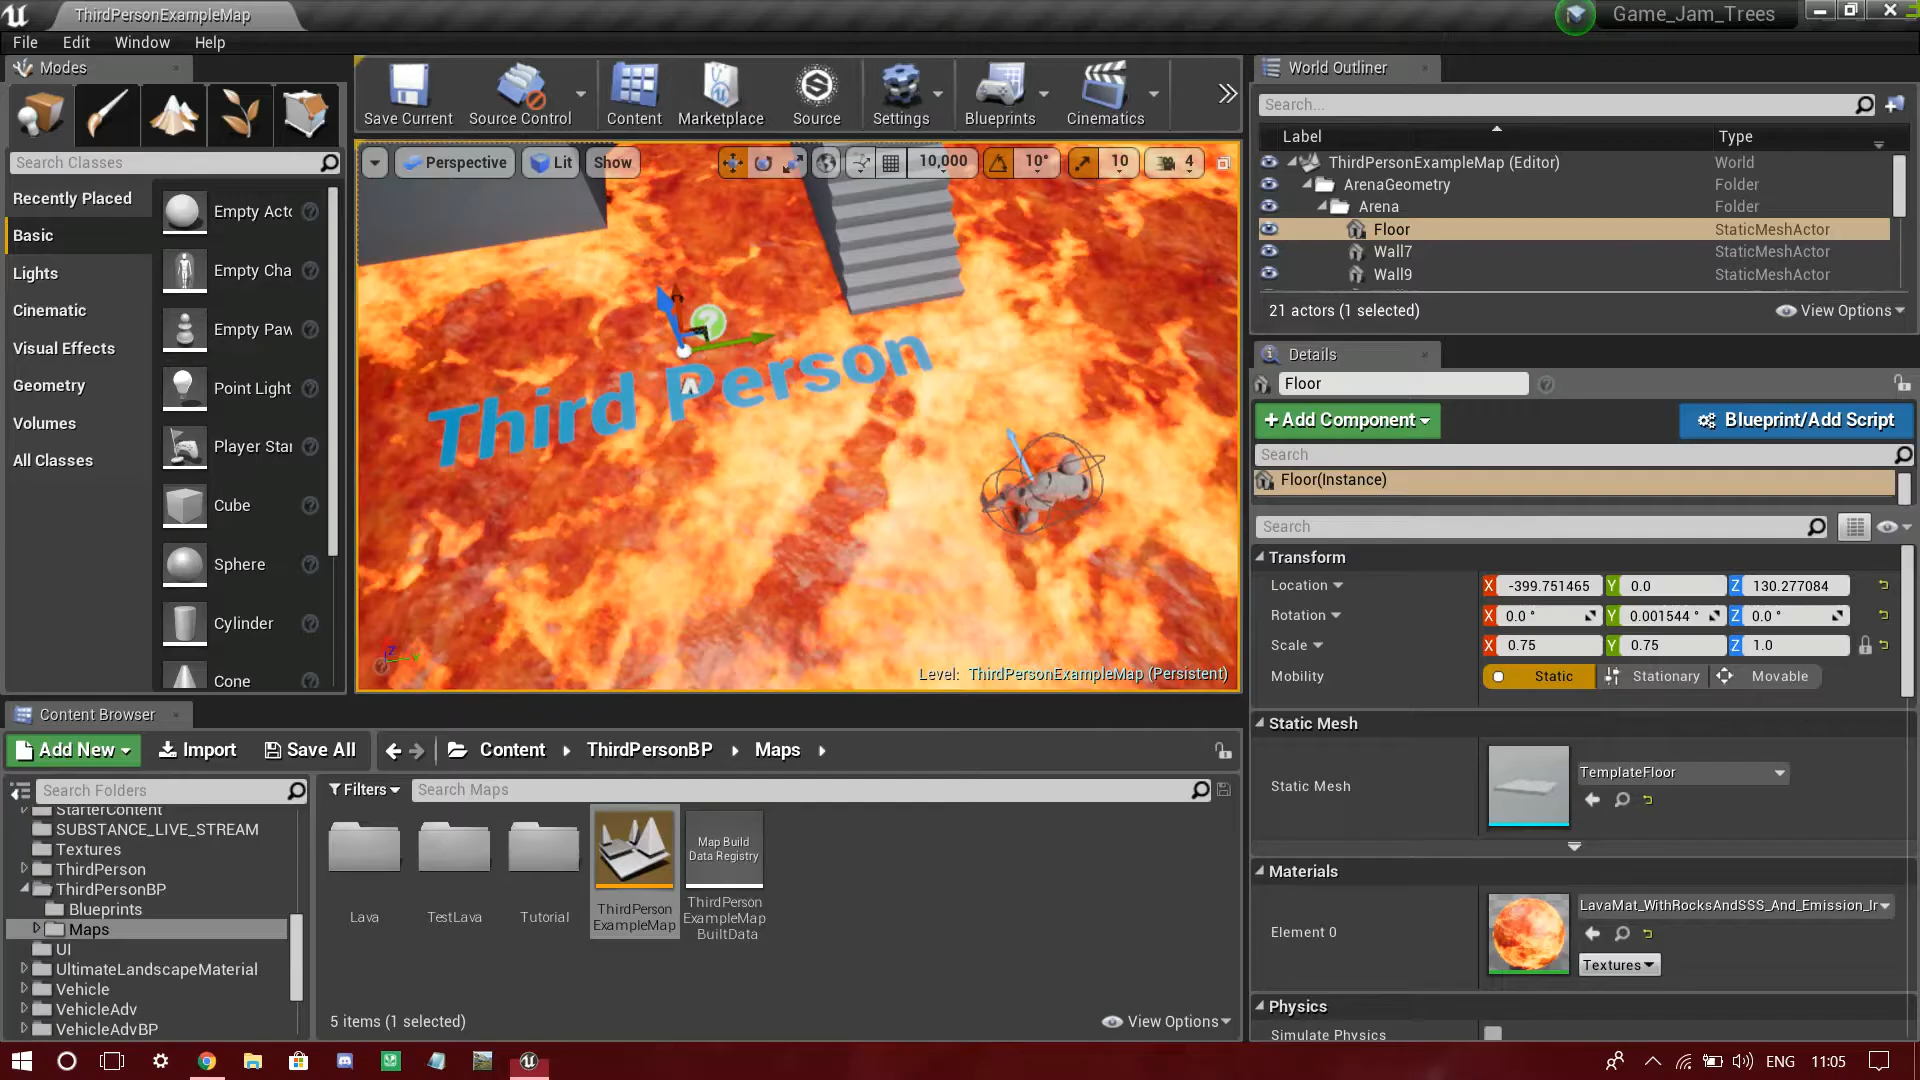 ThirdPersonExampleMap
Game_Jam_Trees
File Edit Window Help
Modes
Search Classes
Recently Placed
Basic
Lights
Cinematic
Visual Effects
Geometry
Volumes
All Classes
Empty Acto
Empty Cha
Empty Paw
Point Light
Player Star
Cube
Sphere
Cylinder
Cone
Save Current
Source Control
Content
Marketplace
Source
Settings
Blueprints
Cinematics
Perspective
Lit
Show
10,000
10°
10
4
Third Person
Level: ThirdPersonExampleMap (Persistent)
World Outliner
Search...
Label Type
ThirdPersonExampleMap (Editor) World
ArenaGeometry Folder
Arena Folder
Floor StaticMeshActor
Wall7 StaticMeshActor
Wall9 StaticMeshActor
21 actors (1 selected)
View Options
Details
Floor
+Add Component
Blueprint/Add Script
Search
Floor(Instance)
Search
Transform
Location X -399.751465 Y 0.0 Z 130.277084
Rotation X 0.0 ° Y 0.001544 ° Z 0.0 °
Scale X 0.75 Y 0.75 Z 1.0
Mobility Static Stationary Movable
Static Mesh
Static Mesh
TemplateFloor
Materials
Element 0
LavaMat_WithRocksAndSSS_And_Emission_Ir
Textures
Physics
Simulate Physics
Content Browser
Add New
Import
Save All
Content
ThirdPersonBP
Maps
Search Folders
StarterContent
SUBSTANCE_LIVE_STREAM
Textures
ThirdPerson
ThirdPersonBP
Blueprints
Maps
UI
UltimateLandscapeMaterial
Vehicle
VehicleAdv
VehicleAdvBP
Filters
Search Maps
Lava
TestLava
Tutorial
ThirdPerson
ExampleMap
Map Build
Data Registry
ThirdPerson
ExampleMap
BuiltData
5 items (1 selected)
View Options
ENG
11:05